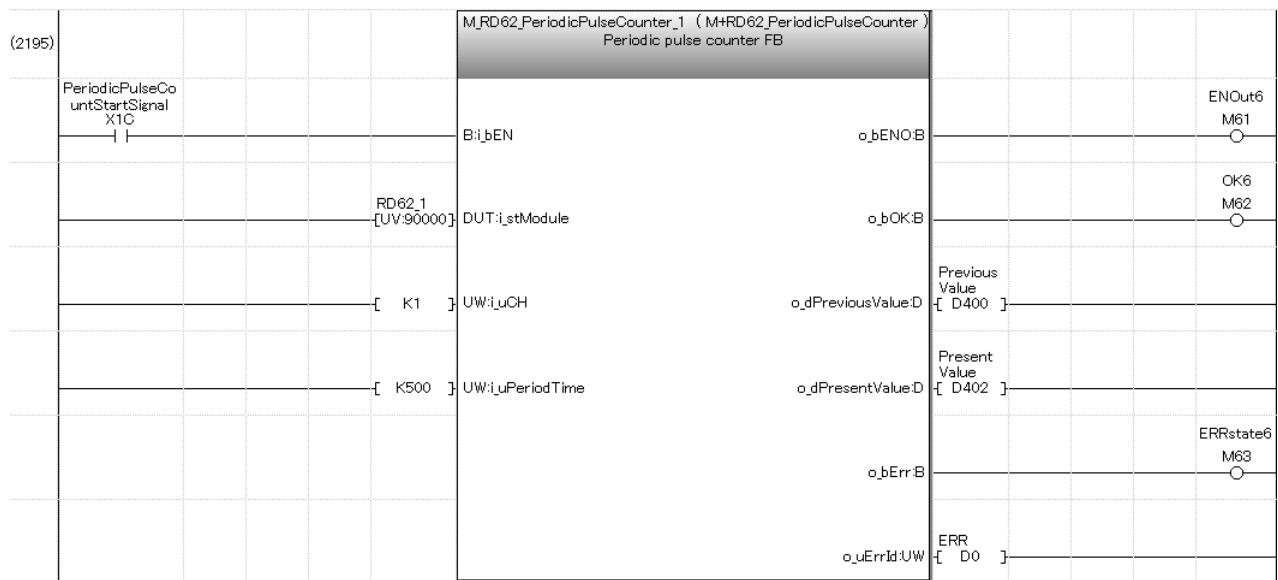 M_RD62_PeriodicPulseCounter_1 ( M+RD62_PeriodicPulseCounter )
Periodic pulse counter FB
(2195)
PeriodicPulseCo
untStartSignal
X1C
B:i_bEN
o_bENO:B
ENOut6
M61
RD62_1
[UV:90000]
DUT:i_stModule
o_bOK:B
OK6
M62
[ K1 ]
UW:i_uCH
o_dPreviousValue:D
Previous
Value
[ D400 ]
[ K500 ]
UW:i_uPeriodTime
o_dPresentValue:D
Present
Value
[ D402 ]
o_bErr:B
ERRstate6
M63
o_uErrId:UW
ERR
[ D0 ]